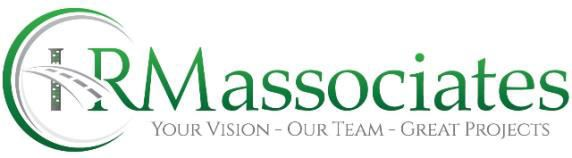 HRMassociates
YOUR VISION - OUR TEAM - GREAT PROJECTS